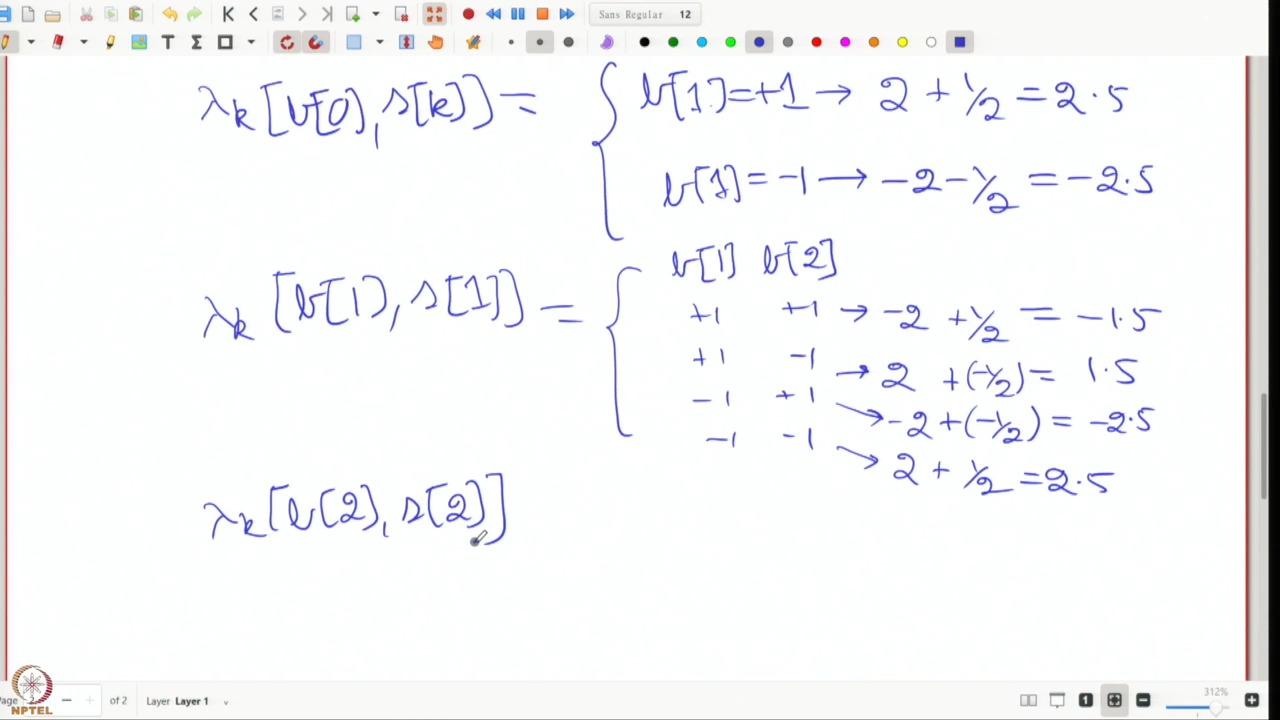 Sans Regular 12
λk[b[0], s[k]] = { b[1]=+1 → 2 + 1/2 = 2.5
b[1] = -1 → -2 - 1/2 = -2.5
λk[b[1], s[1]] = { b[1] b[2]
+1 +1 → -2 + 1/2 = -1.5
+1 -1 → 2 + (-1/2) = 1.5
-1 +1 → -2 + (-1/2) = -2.5
-1 -1 → 2 + 1/2 = 2.5
λk[b[2], s[2]]
NPTEL
Page 2 of 2 Layer Layer 1 1 312%